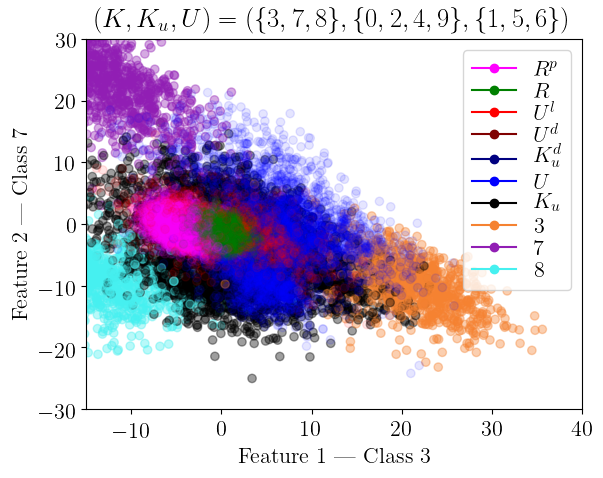 (K, K_u, U) = ({3, 7, 8}, {0, 2, 4, 9}, {1, 5, 6})
30
20
10
0
−10
−20
−30
Feature 2 — Class 7
R^p
R
U^l
U^d
K_u^d
U
K_u
3
7
8
−10
0
10
20
30
40
Feature 1 — Class 3